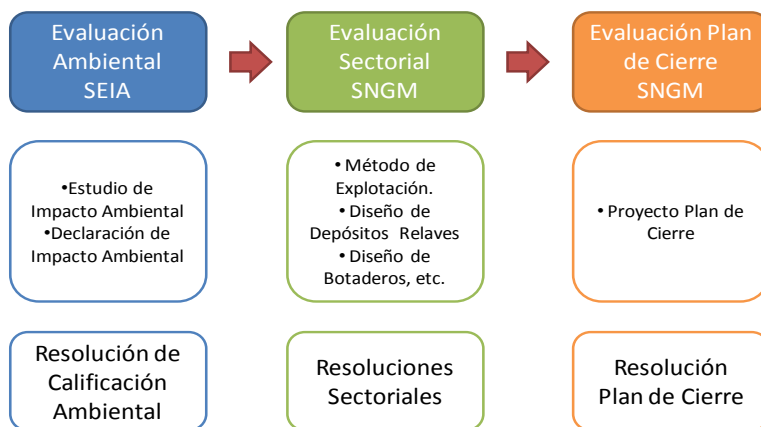 Evaluación
Ambiental
SEIA
Evaluación
Sectorial
SNGM
Evaluación Plan
de Cierre
SNGM
•Estudio de
Impacto Ambiental
•Declaración de
Impacto Ambiental
• Método de
Explotación.
• Diseño de
Depósitos Relaves
• Diseño de
Botaderos, etc.
• Proyecto Plan de
Cierre
Resolución de
Calificación
Ambiental
Resoluciones
Sectoriales
Resolución
Plan de Cierre